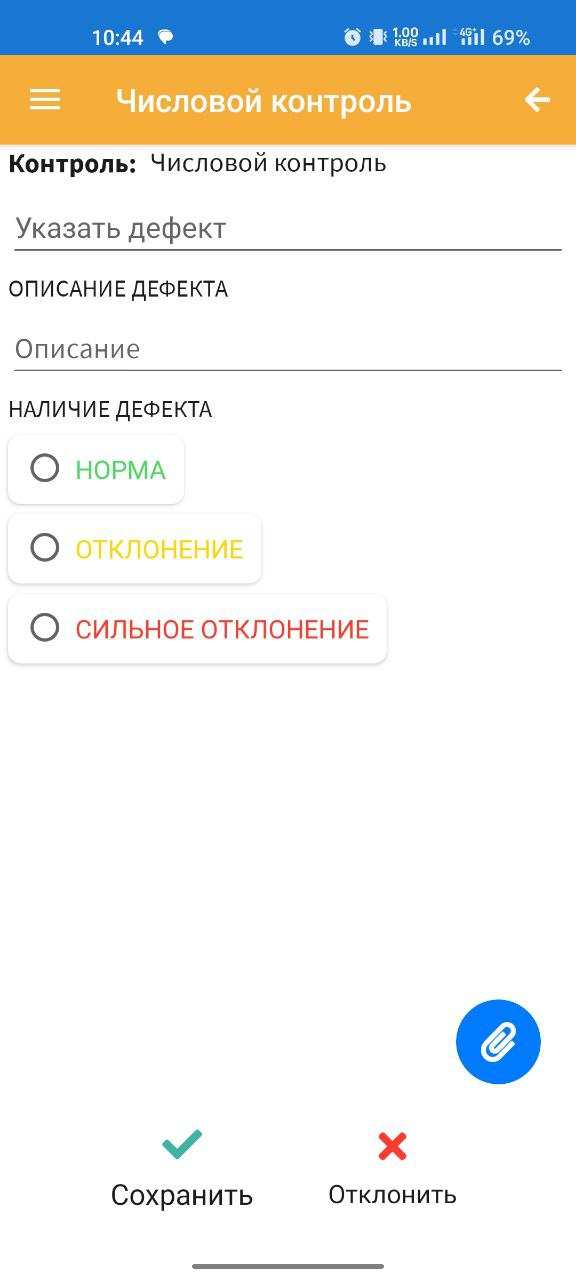 10:44 1.00 KB/S 4G+ 69%
Числовой контроль
Контроль: Числовой контроль
Указать дефект
ОПИСАНИЕ ДЕФЕКТА
Описание
НАЛИЧИЕ ДЕФЕКТА
НОРМА
ОТКЛОНЕНИЕ
СИЛЬНОЕ ОТКЛОНЕНИЕ
Сохранить Отклонить